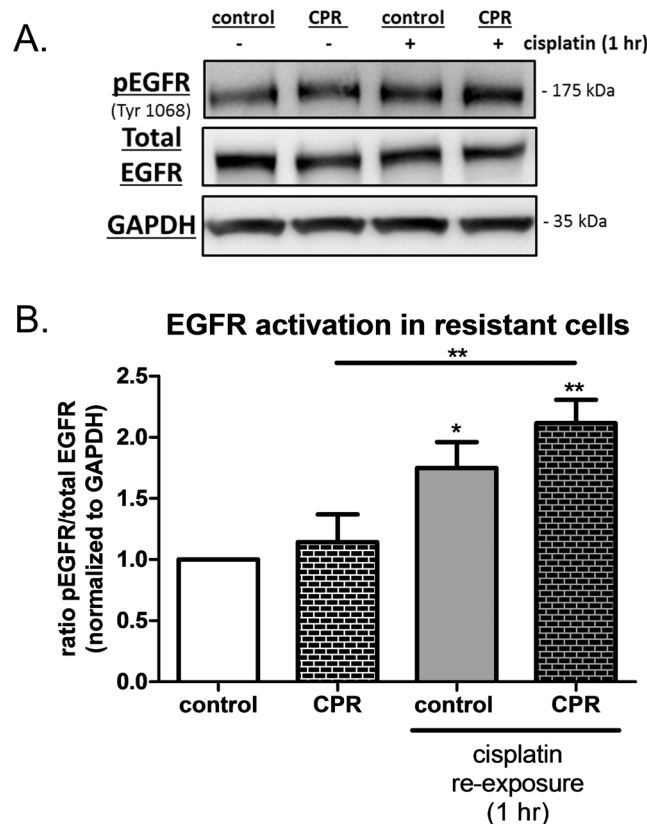 A.
control CPR control CPR
- - + + cisplatin (1 hr)
pEGFR
(Tyr 1068)
- 175 kDa
Total
EGFR
GAPDH
- 35 kDa
B.
EGFR activation in resistant cells
**
* **
ratio pEGFR/total EGFR
(normalized to GAPDH)
2.5
2.0
1.5
1.0
0.5
0.0
control CPR control CPR
cisplatin
re-exposure
(1 hr)